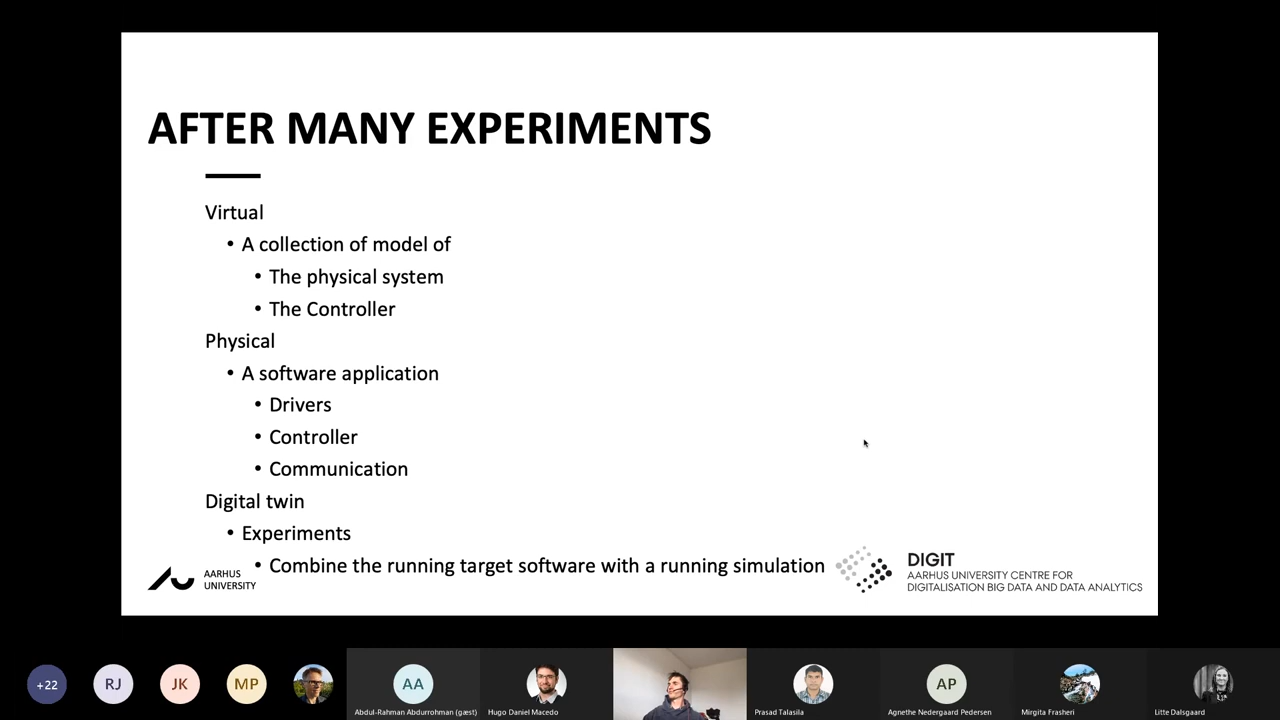 AFTER MANY EXPERIMENTS
Virtual
• A collection of model of
• The physical system
• The Controller
Physical
• A software application
• Drivers
• Controller
• Communication
Digital twin
• Experiments
• Combine the running target software with a running simulation
AARHUS
UNIVERSITY
DIGIT
AARHUS UNIVERSITY CENTRE FOR
DIGITALISATION BIG DATA AND DATA ANALYTICS
+22
RJ
JK
MP
AA
AP
Abdul-Rahman Abdurrohman (gæst)
Hugo Daniel Macedo
Prasad Talasila
Agnethe Nedergaard Pedersen
Mirgita Frasheri
Litte Dalsgaard